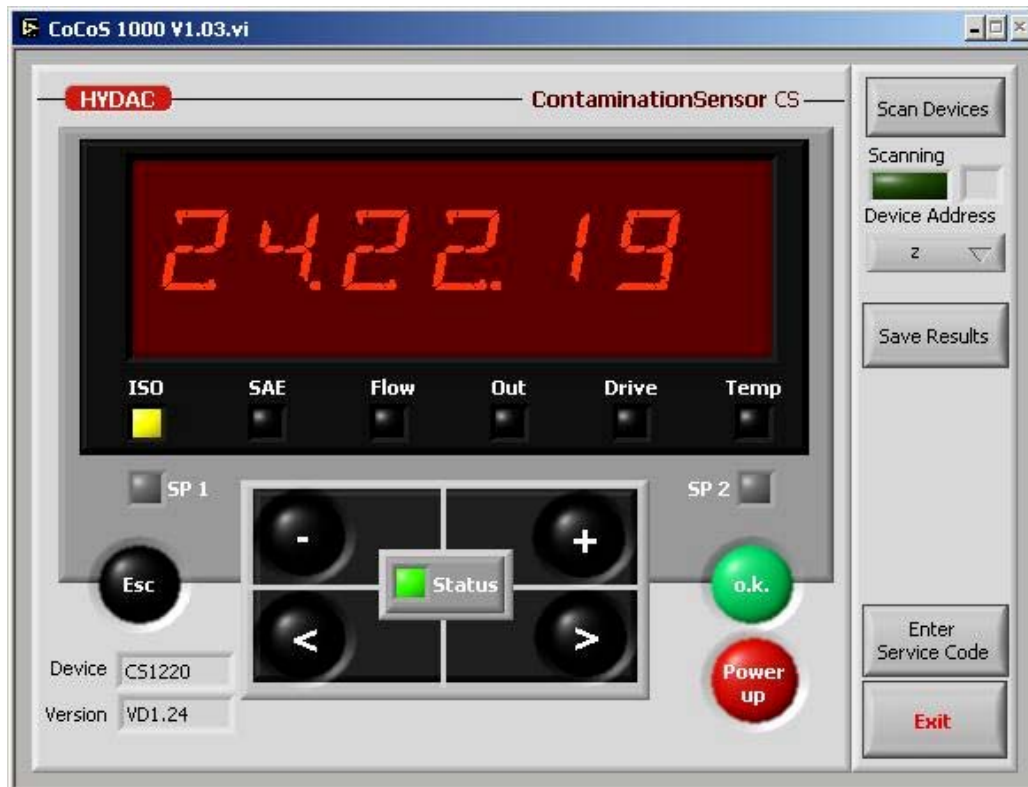 CoCoS 1000 V1.03.vi
HYDAC
ContaminationSensor CS
24.22.19
ISO SAE Flow Out Drive Temp
SP 1
SP 2
-
+
Esc
Status
o.k.
<
>
Power
up
Device CS1220
Version VD1.24
Scan Devices
Scanning
Device Address
z
Save Results
Enter
Service Code
Exit